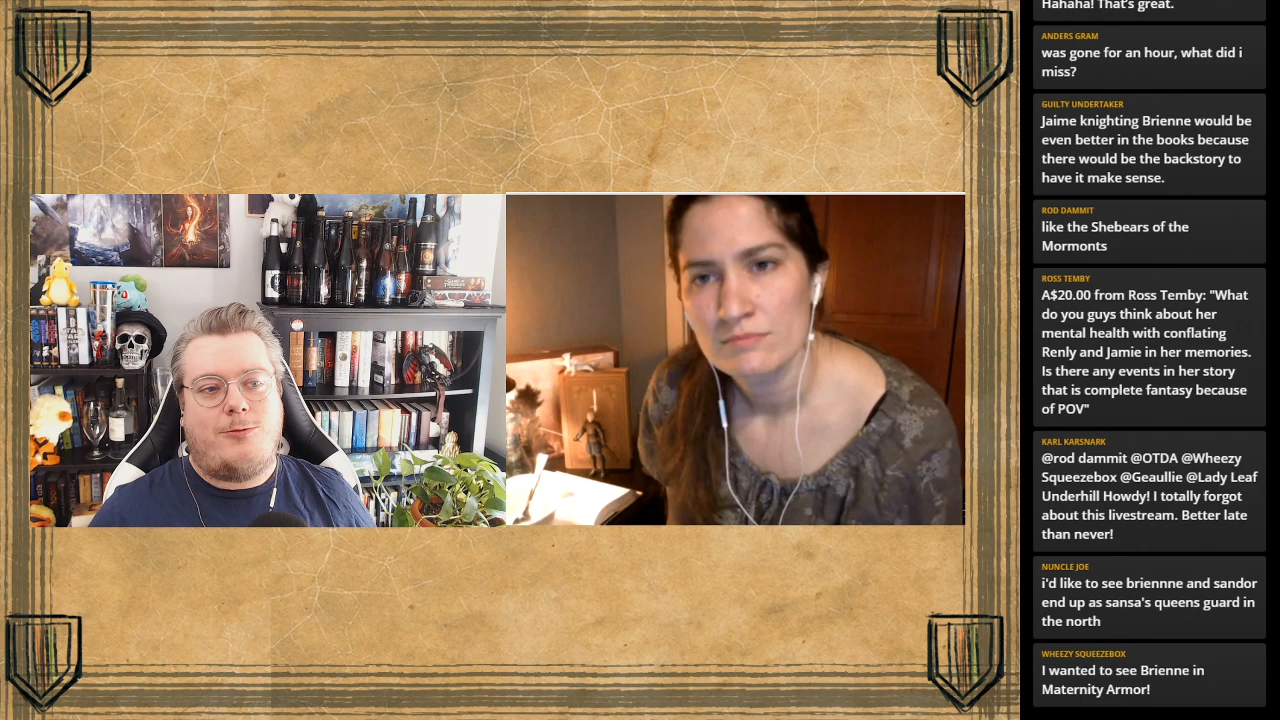 Hahaha! That's great.
ANDERS GRAM
was gone for an hour, what did i
miss?
GUILTY UNDERTAKER
Jaime knighting Brienne would be
even better in the books because
there would be the backstory to
have it make sense.
ROD DAMMIT
like the Shebears of the
Mormonts
ROSS TEMBY
A$20.00 from Ross Temby: "What
do you guys think about her
mental health with conflating
Renly and Jamie in her memories.
Is there any events in her story
that is complete fantasy because
of POV"
KARL KARSNARK
@rod dammit @OTDA @Wheezy
Squeezebox @Geaullie @Lady Leaf
Underhill Howdy! I totally forgot
about this livestream. Better late
than never!
NUNCLE JOE
i'd like to see briennne and sandor
end up as sansa's queens guard in
the north
WHEEZY SQUEEZEBOX
I wanted to see Brienne in
Maternity Armor!